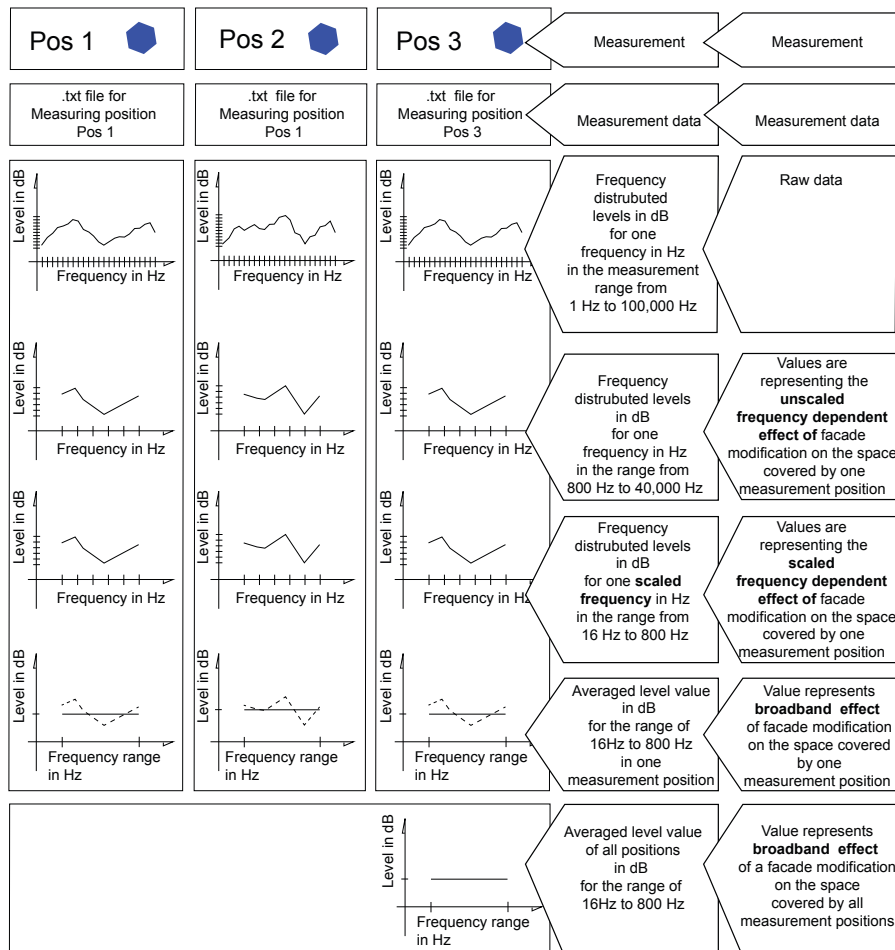 Pos 1
Pos 2
Pos 3
Measurement
Measurement
.txt file for
Measuring position
Pos 1
.txt file for
Measuring position
Pos 1
.txt  file for
Measuring position
Pos 3
Measurement data
Measurement data
Level in dB
Frequency in Hz
Level in dB
Frequency in Hz
Level in dB
Frequency in Hz
Frequency
distrubuted
levels in dB
for one
frequency in Hz
in the measurement
range from
1 Hz to 100,000 Hz
Raw data
Level in dB
Frequency in Hz
Level in dB
Frequency in Hz
Level in dB
Frequency in Hz
Frequency
distrubuted levels
in dB
for one
frequency in Hz
in the range from
800 Hz to 40,000 Hz
Values are
representing the
unscaled
frequency dependent
effect of facade
modification on the space
covered by one
measurement position
Level in dB
Frequency in Hz
Level in dB
Frequency in Hz
Level in dB
Frequency in Hz
Frequency
distrubuted levels
in dB
for one scaled
frequency in Hz
in the range from
16 Hz to 800 Hz
Values are
representing the
scaled
frequency dependent
effect of facade
modification on the space
covered by one
measurement position
Level in dB
Frequency range
in Hz
Level in dB
Frequency range
in Hz
Level in dB
Frequency range
in Hz
Averaged level value
in dB
for the range of
16Hz to 800 Hz
in one
measurement position
Value represents
broadband  effect
of facade modification
on the space covered
by one
measurement position
Level in dB
Frequency range
in Hz
Averaged level value
of all positions
in dB
for the range of
16Hz to 800 Hz
Value represents
broadband  effect
of a facade modification
on the space
covered by all
measurement positions